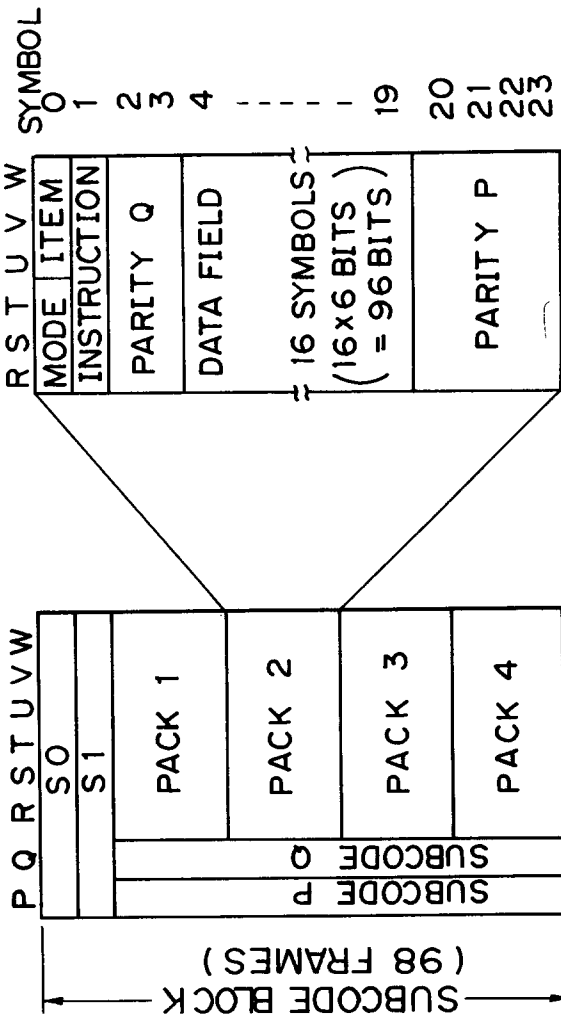 P Q R S T U V W
S0
S1
PACK 1
PACK 2
PACK 3
PACK 4
SUBCODE Q
SUBCODE P
SUBCODE BLOCK
(98 FRAMES)
R S T U V W
SYMBOL
MODE ITEM 0
INSTRUCTION 1
PARITY Q
2
3
DATA FIELD 4
16 SYMBOLS
(16×6 BITS
= 96 BITS)
19
PARITY P
20
21
22
23